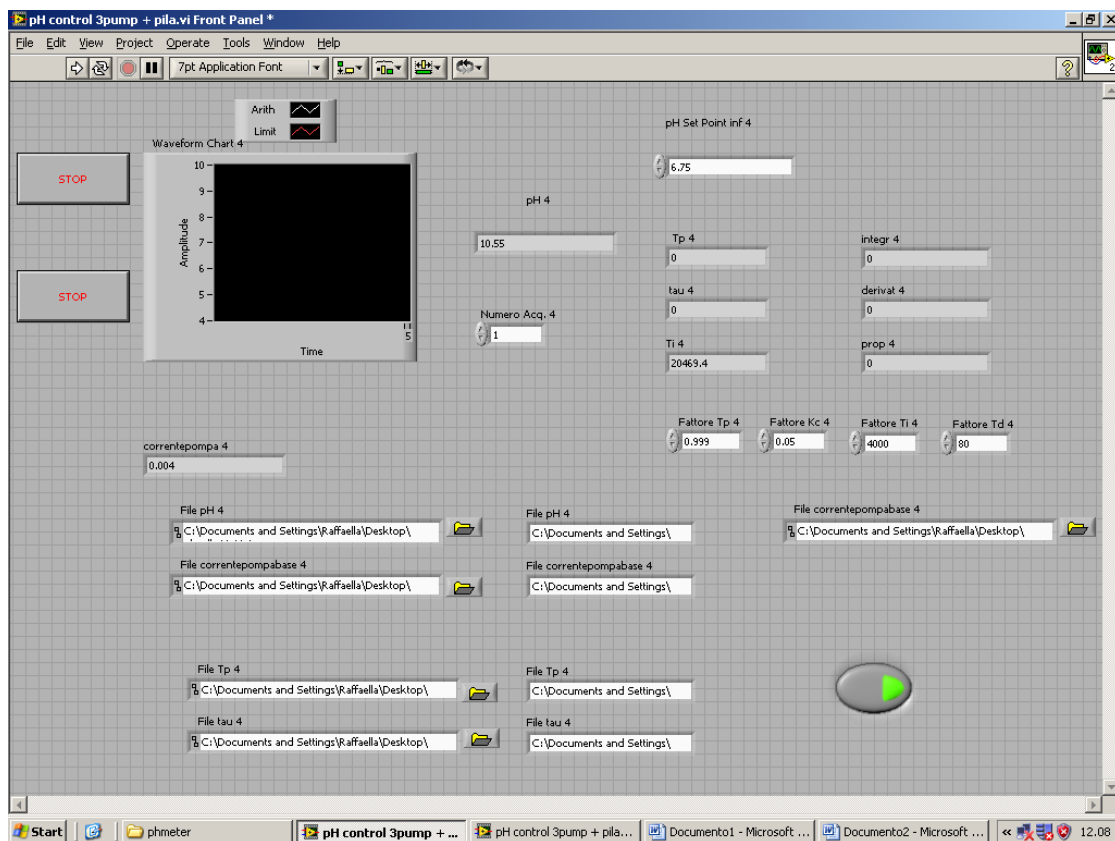 pH control 3pump + pila.vi Front Panel *
File Edit View Project Operate Tools Window Help
7pt Application Font
2
Arith
Limit
Waveform Chart 4
STOP
STOP
10
9
8
7
6
5
4
Amplitude
5
Time
pH Set Point inf 4
6.75
pH 4
10.55
Numero Acq. 4
1
Tp 4
0
integr 4
0
tau 4
0
derivat 4
0
Ti 4
20469.4
prop 4
0
Fattore Tp 4 Fattore Kc 4 Fattore Ti 4 Fattore Td 4
0.999 0.05 4000 80
correntepompa 4
0.004
File pH 4 File pH 4 File correntepompabase 4
C:\Documents and Settings\Raffaella\Desktop\ C:\Documents and Settings\ C:\Documents and Settings\Raffaella\Desktop\
File correntepompabase 4 File correntepompabase 4
C:\Documents and Settings\Raffaella\Desktop\ C:\Documents and Settings\
File Tp 4 File Tp 4
C:\Documents and Settings\Raffaella\Desktop\ C:\Documents and Settings\
File tau 4 File tau 4
C:\Documents and Settings\Raffaella\Desktop\ C:\Documents and Settings\
Start phmeter pH control 3pump + ... pH control 3pump + pila... Documento1 - Microsoft ... Documento2 - Microsoft ... « 12.08